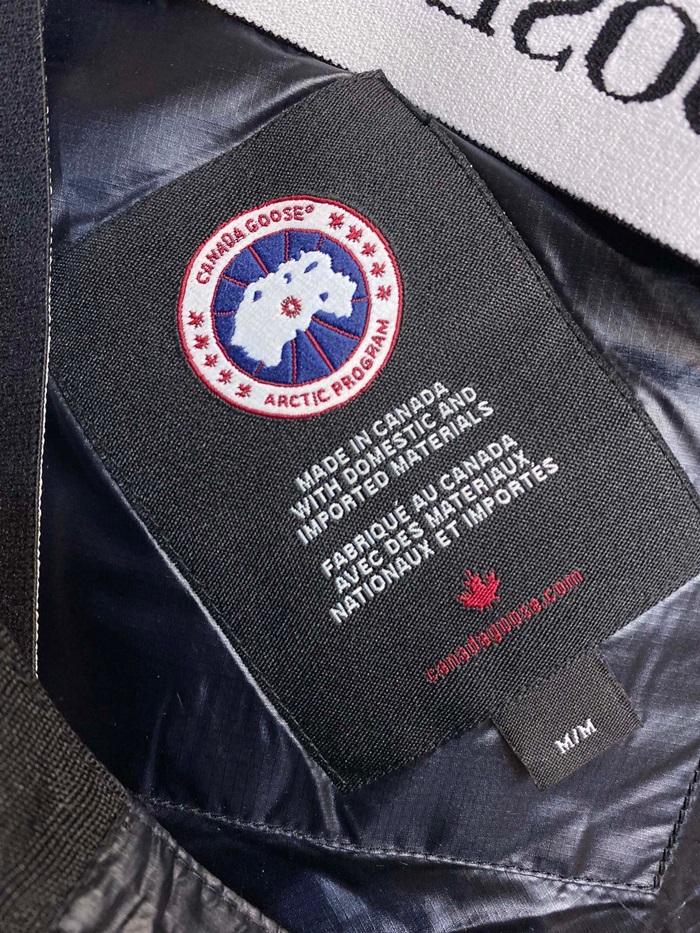 CANADA GOOSE®
ARCTIC PROGRAM
MADE IN CANADA
WITH DOMESTIC AND
IMPORTED MATERIALS
FABRIQUÉ AU CANADA
AVEC DES MATERIAUX
NATIONAUX ET IMPORTÉS
canadagoose.com
M/M